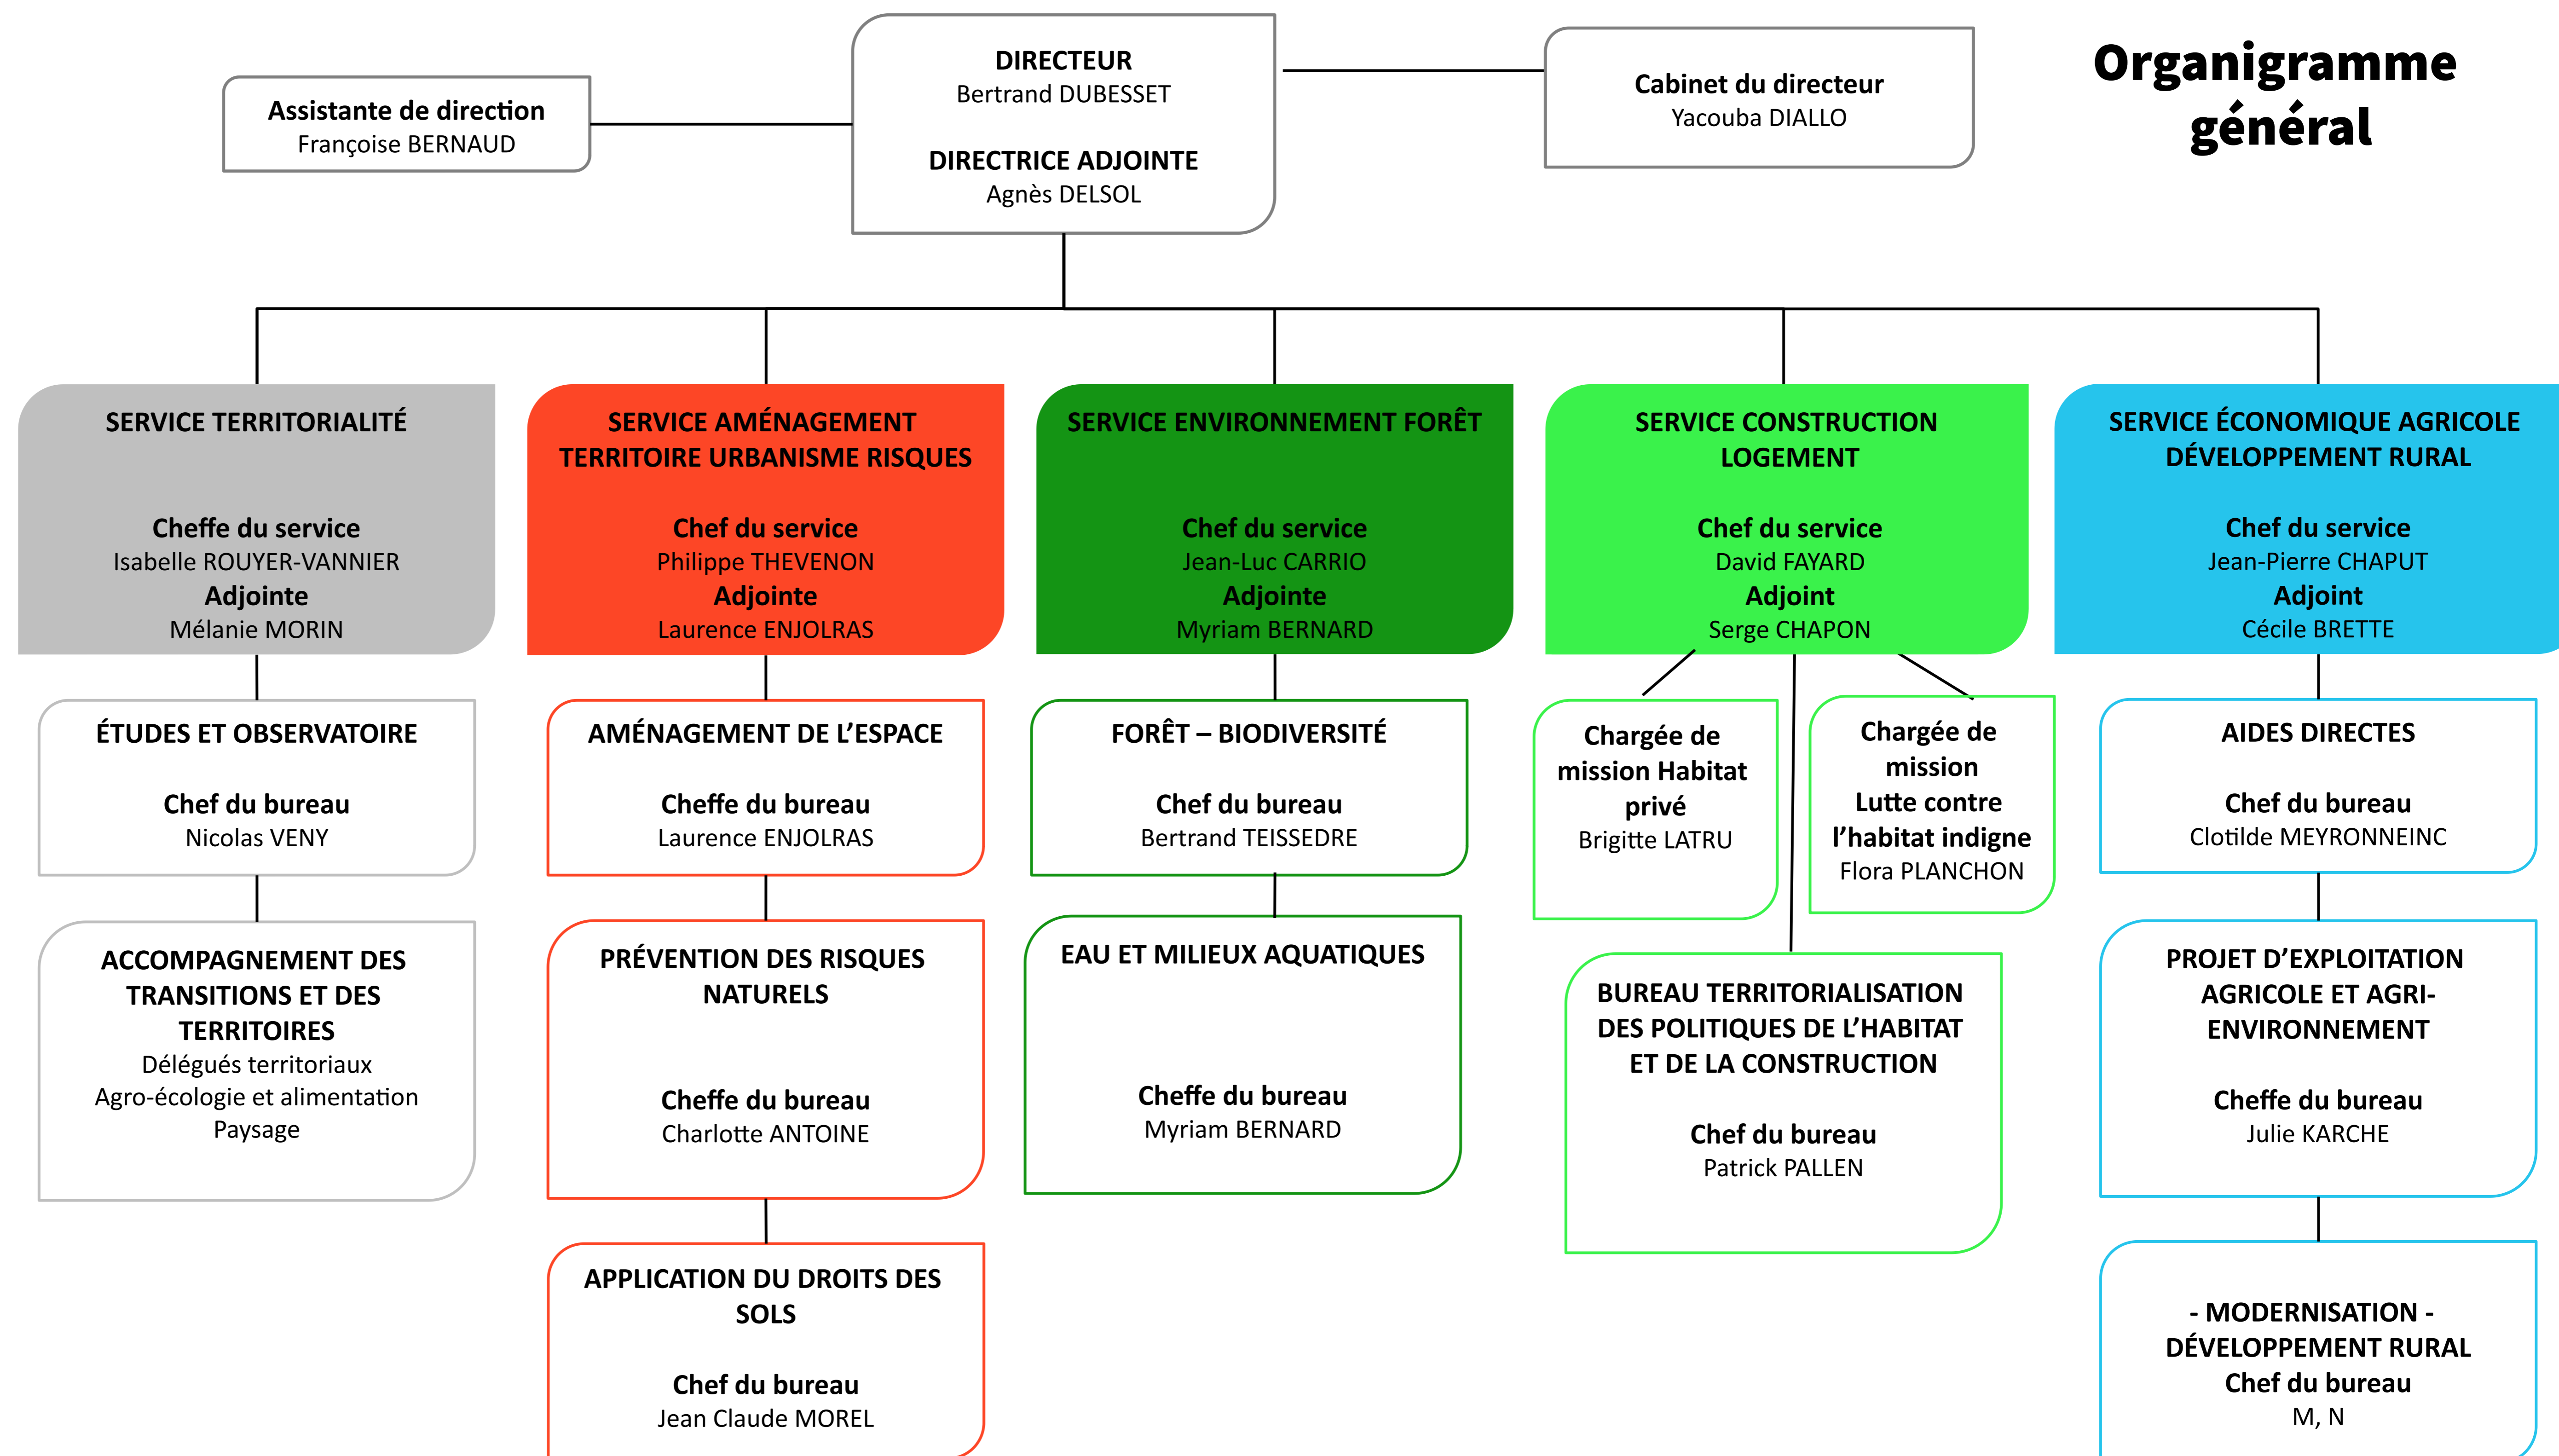 Organigramme
général
DIRECTEUR
Bertrand DUBESSET
DIRECTRICE ADJOINTE
Agnès DELSOL
Assistante de direction
Françoise BERNAUD
Cabinet du directeur
Yacouba DIALLO
SERVICE TERRITORIALITÉ
Cheffe du service
Isabelle ROUYER-VANNIER
Adjointe
Mélanie MORIN
ÉTUDES ET OBSERVATOIRE
Chef du bureau
Nicolas VENY
ACCOMPAGNEMENT DES
TRANSITIONS ET DES
TERRITOIRES
Délégués territoriaux
Agro-écologie et alimentation
Paysage
SERVICE AMÉNAGEMENT
TERRITOIRE URBANISME RISQUES
Chef du service
Philippe THEVENON
Adjointe
Laurence ENJOLRAS
AMÉNAGEMENT DE L’ESPACE
Cheffe du bureau
Laurence ENJOLRAS
PRÉVENTION DES RISQUES
NATURELS
Cheffe du bureau
Charlotte ANTOINE
APPLICATION DU DROITS DES
SOLS
Chef du bureau
Jean Claude MOREL
SERVICE ENVIRONNEMENT FORÊT
Chef du service
Jean-Luc CARRIO
Adjointe
Myriam BERNARD
FORÊT – BIODIVERSITÉ
Chef du bureau
Bertrand TEISSEDRE
EAU ET MILIEUX AQUATIQUES
Cheffe du bureau
Myriam BERNARD
SERVICE CONSTRUCTION
LOGEMENT
Chef du service
David FAYARD
Adjoint
Serge CHAPON
Chargée de
mission Habitat
privé
Brigitte LATRU
Chargée de
mission
Lutte contre
l’habitat indigne
Flora PLANCHON
BUREAU TERRITORIALISATION
DES POLITIQUES DE L’HABITAT
ET DE LA CONSTRUCTION
Chef du bureau
Patrick PALLEN
SERVICE ÉCONOMIQUE AGRICOLE
DÉVELOPPEMENT RURAL
Chef du service
Jean-Pierre CHAPUT
Adjoint
Cécile BRETTE
AIDES DIRECTES
Chef du bureau
Clotilde MEYRONNEINC
PROJET D’EXPLOITATION
AGRICOLE ET AGRI-
ENVIRONNEMENT
Cheffe du bureau
Julie KARCHE
- MODERNISATION -
DÉVELOPPEMENT RURAL
Chef du bureau
M, N